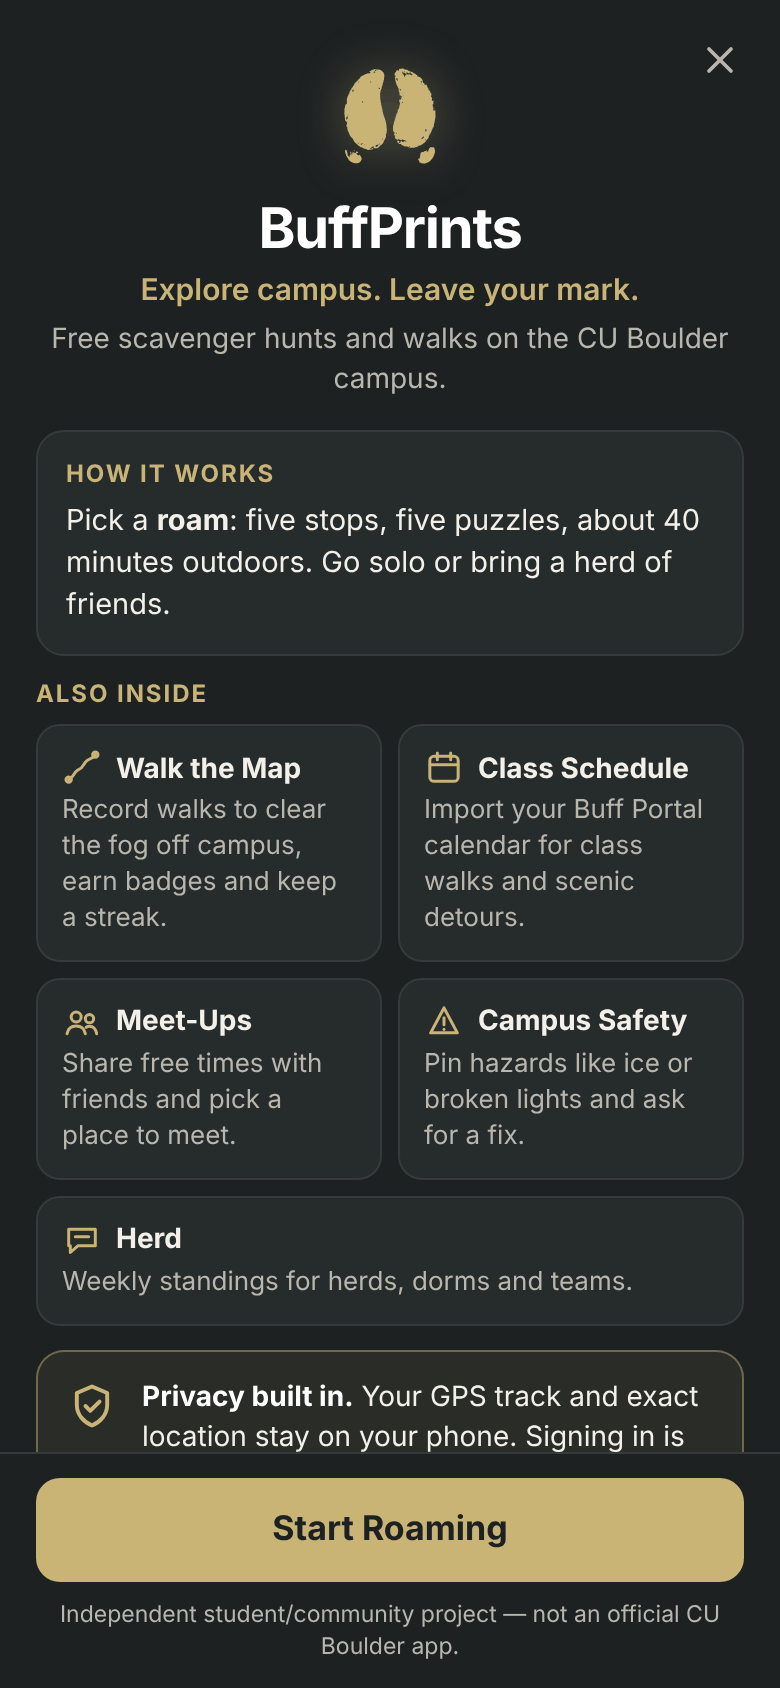 BuffPrints
Explore campus. Leave your mark.
Free scavenger hunts and walks on the CU Boulder
campus.
HOW IT WORKS
Pick a roam: five stops, five puzzles, about 40
minutes outdoors. Go solo or bring a herd of
friends.
ALSO INSIDE
Walk the Map
Record walks to clear
the fog off campus,
earn badges and keep
a streak.
Class Schedule
Import your Buff Portal
calendar for class
walks and scenic
detours.
Meet-Ups
Share free times with
friends and pick a
place to meet.
Campus Safety
Pin hazards like ice or
broken lights and ask
for a fix.
Herd
Weekly standings for herds, dorms and teams.
Privacy built in. Your GPS track and exact
location stay on your phone. Signing in is
Start Roaming
Independent student/community project — not an official CU
Boulder app.